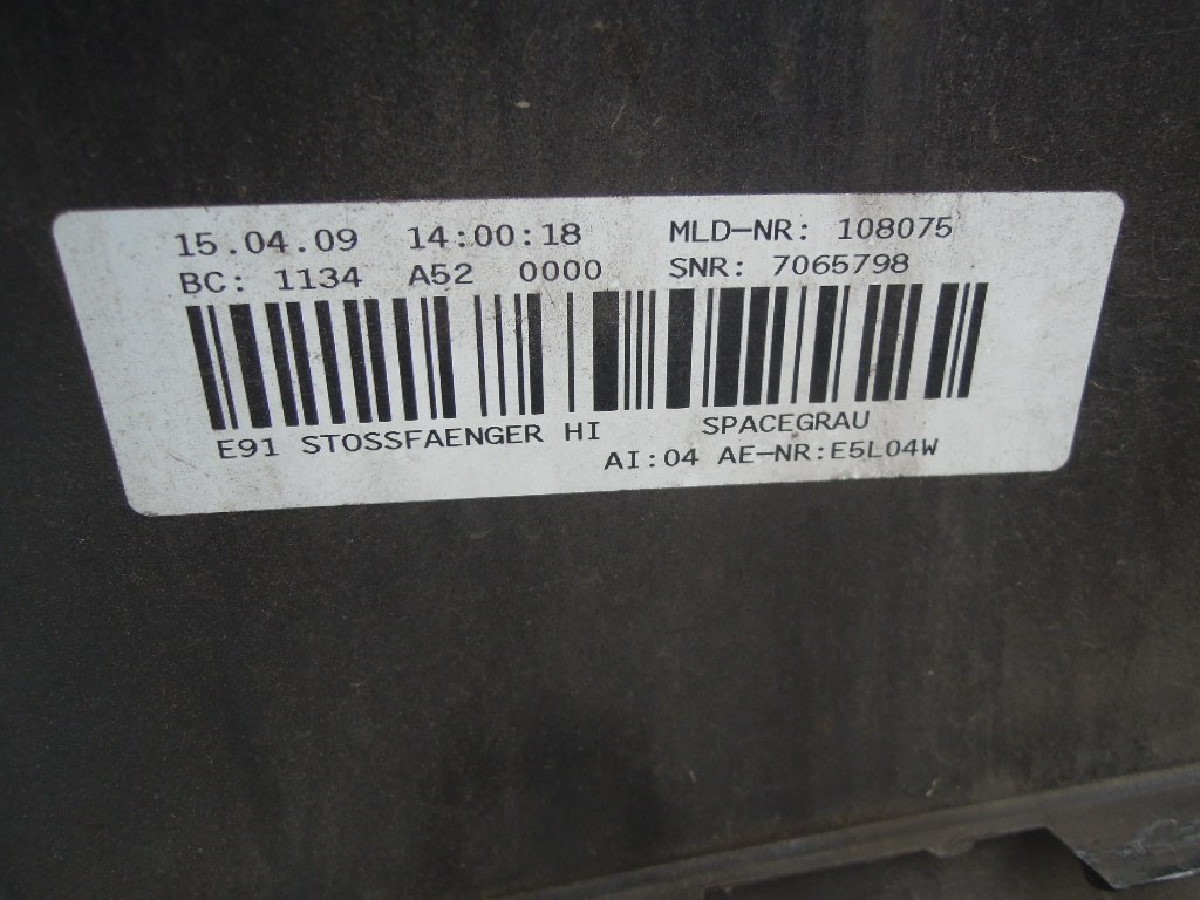 15.04.09 14:00:18 MLD-NR: 108075
BC: 1134 A52 0000 SNR: 7065798
E91 STOSSFAENGER HI SPACEGRAU
AI:04 AE-NR:E5L04W